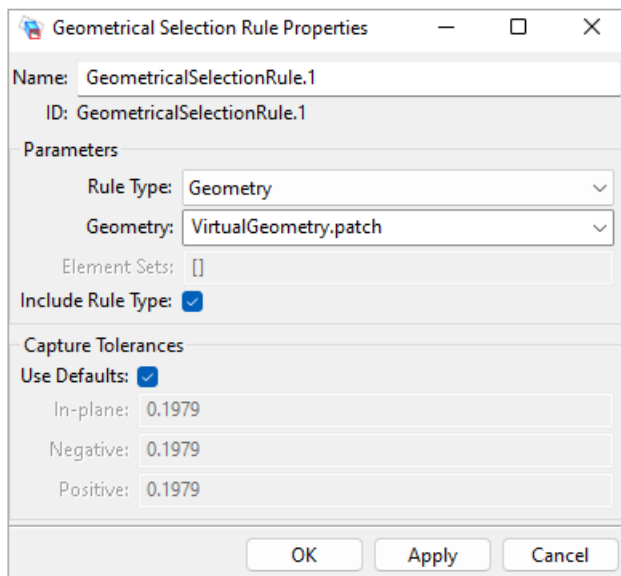 Geometrical Selection Rule Properties
Name: GeometricalSelectionRule.1
ID: GeometricalSelectionRule.1
Parameters
Rule Type: Geometry
Geometry: VirtualGeometry.patch
Element Sets: []
Include Rule Type:
Capture Tolerances
Use Defaults:
In-plane: 0.1979
Negative: 0.1979
Positive: 0.1979
OK Apply Cancel